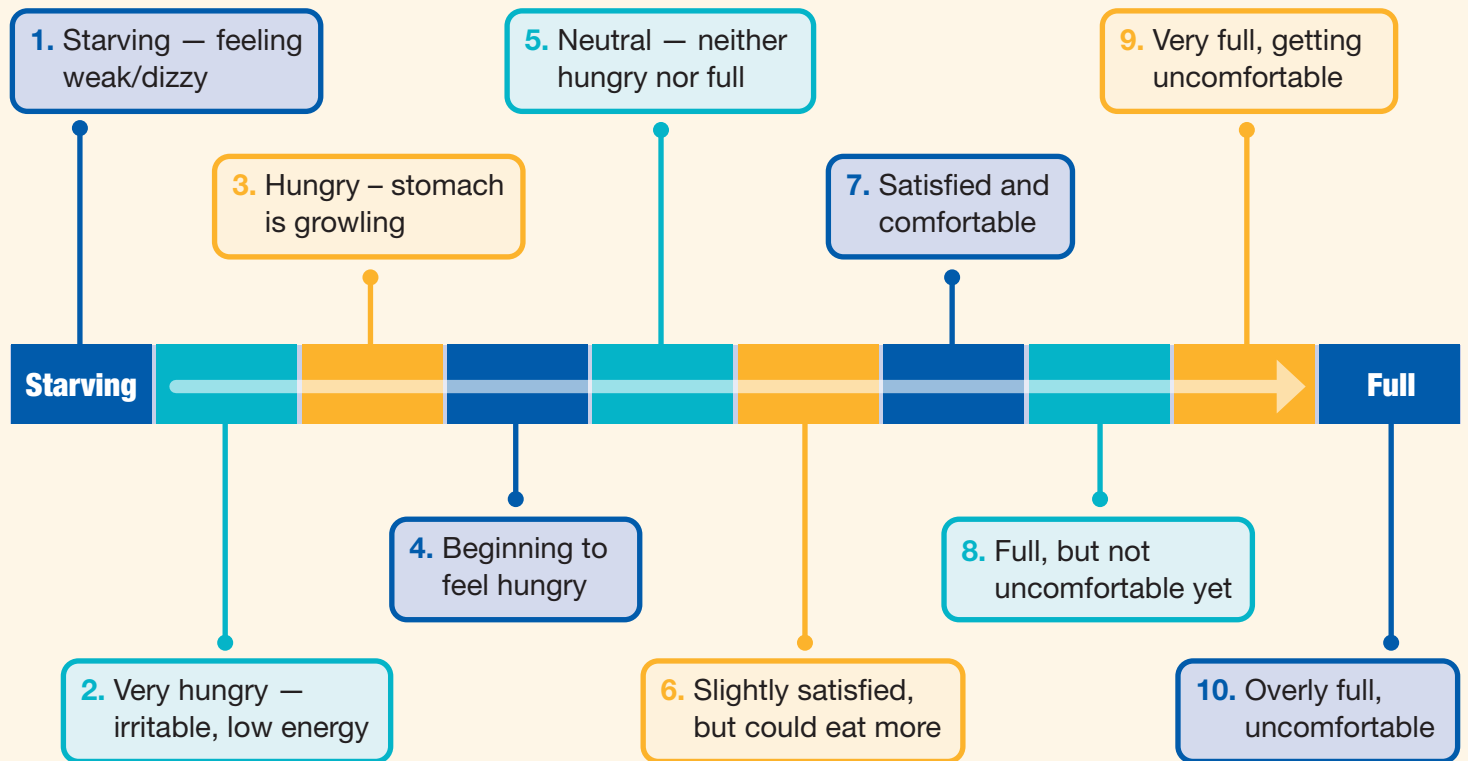 1. Starving — feeling
weak/dizzy
5. Neutral — neither
hungry nor full
9. Very full, getting
uncomfortable
3. Hungry – stomach
is growling
7. Satisfied and
comfortable
Starving
Full
4. Beginning to
feel hungry
8. Full, but not
uncomfortable yet
2. Very hungry —
irritable, low energy
6. Slightly satisfied,
but could eat more
10. Overly full,
uncomfortable